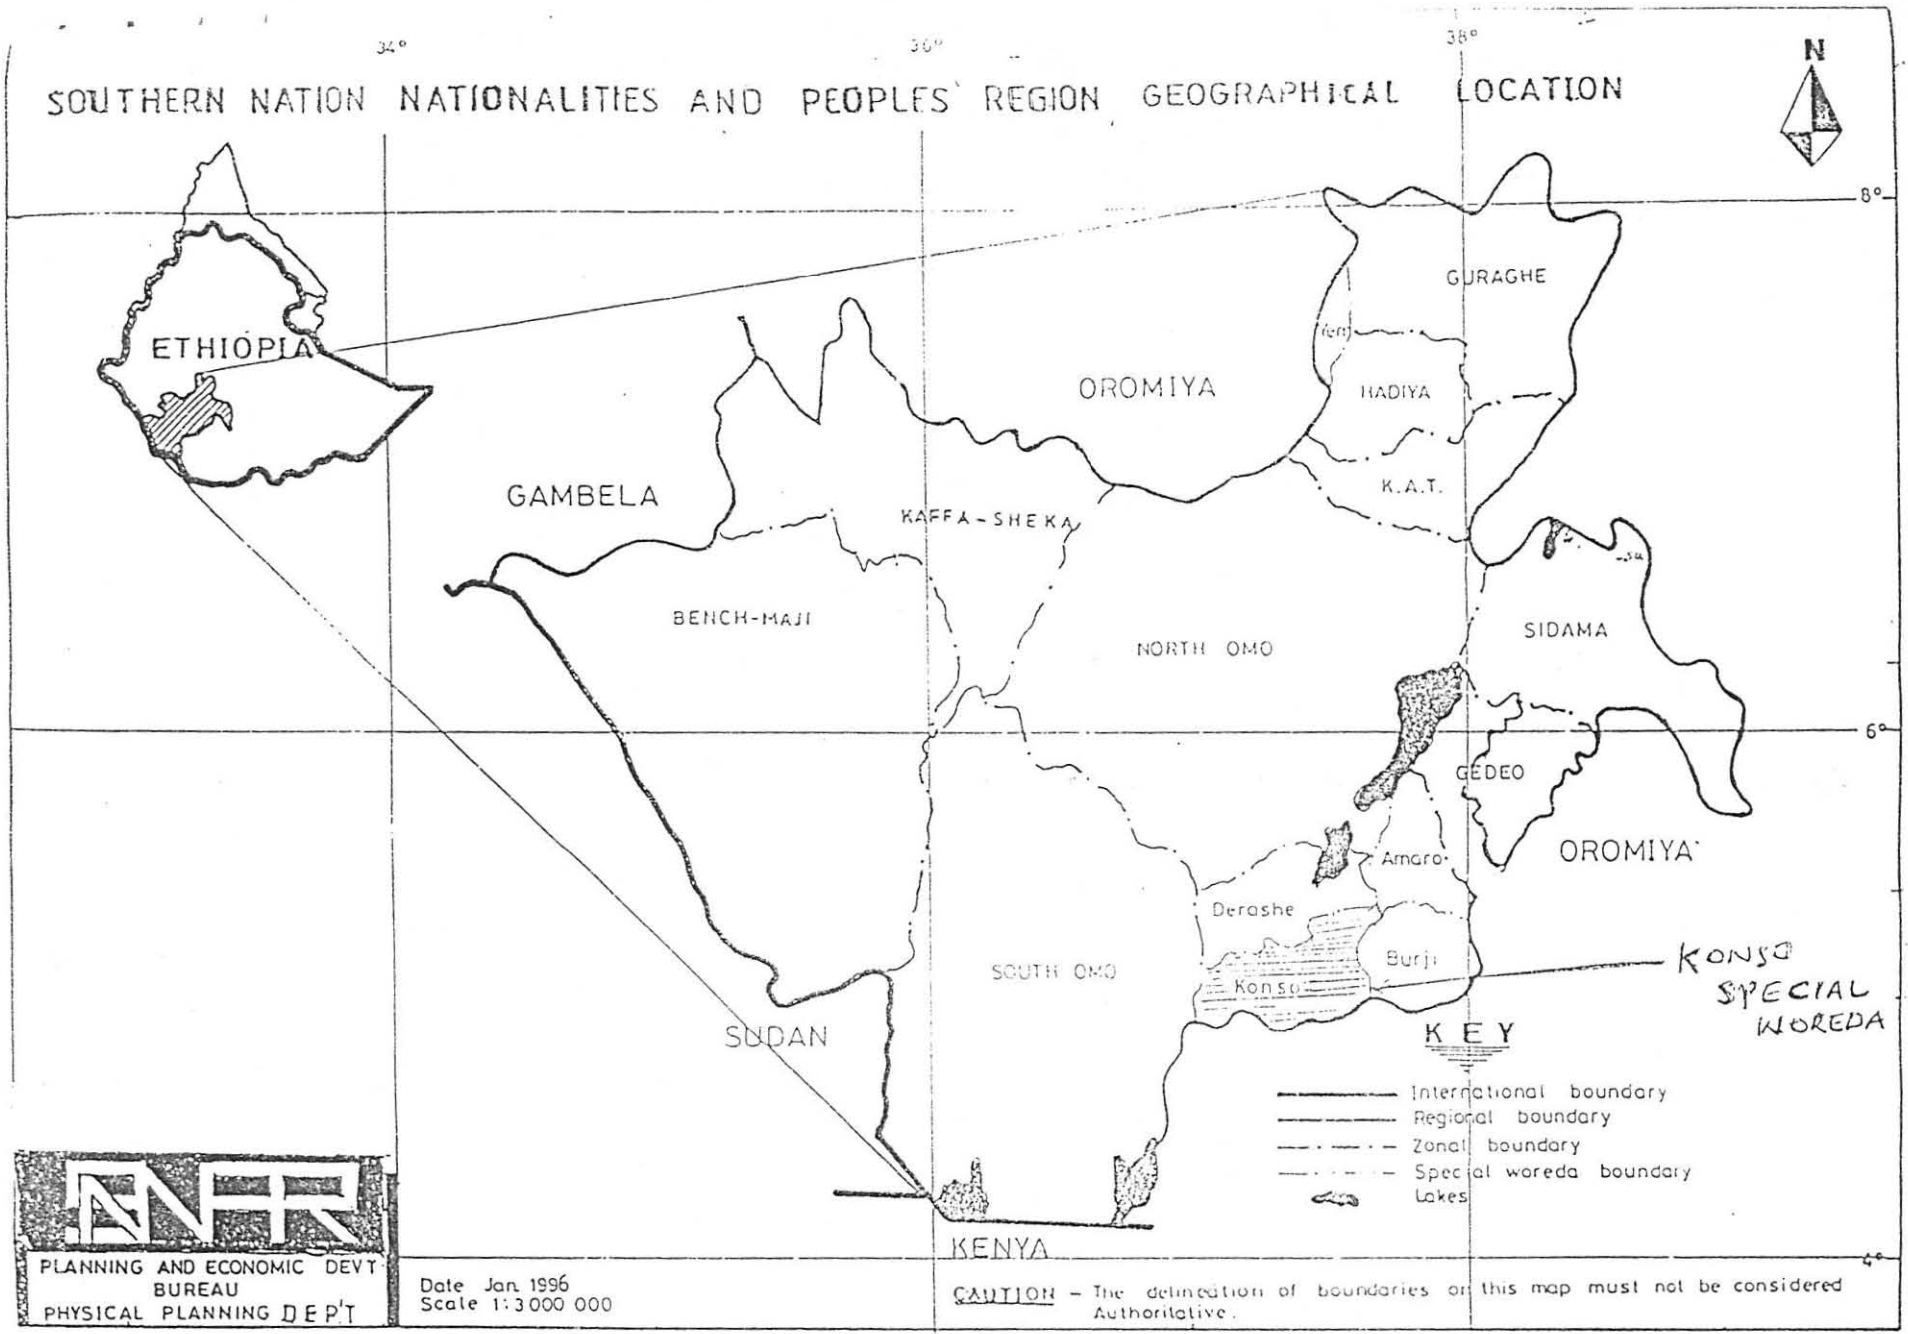 34°
36°
38°
N
SOUTHERN NATION NATIONALITIES AND PEOPLES' REGION GEOGRAPHICAL LOCATION
8°
GURAGHE
ETHIOPIA
OROMIYA
HADIYA
GAMBELA
K.A.T.
KAFFA-SHEKA
BENCH-MAJI
SIDAMA
NORTH OMO
6°
GEDEO
OROMIYA
Amaro
Derashe
Burji
KONSO
SPECIAL
WOREDA
SOUTH OMO
Konso
SUDAN
KEY
International boundary
Regional boundary
Zonal boundary
Special woreda boundary
Lakes
KENYA
4°
PLANNING AND ECONOMIC DEVT
BUREAU
PHYSICAL PLANNING DEP'T
Date Jan. 1996
Scale 1:3 000 000
CAUTION - The delineation of boundaries on this map must not be considered
Authoritative.